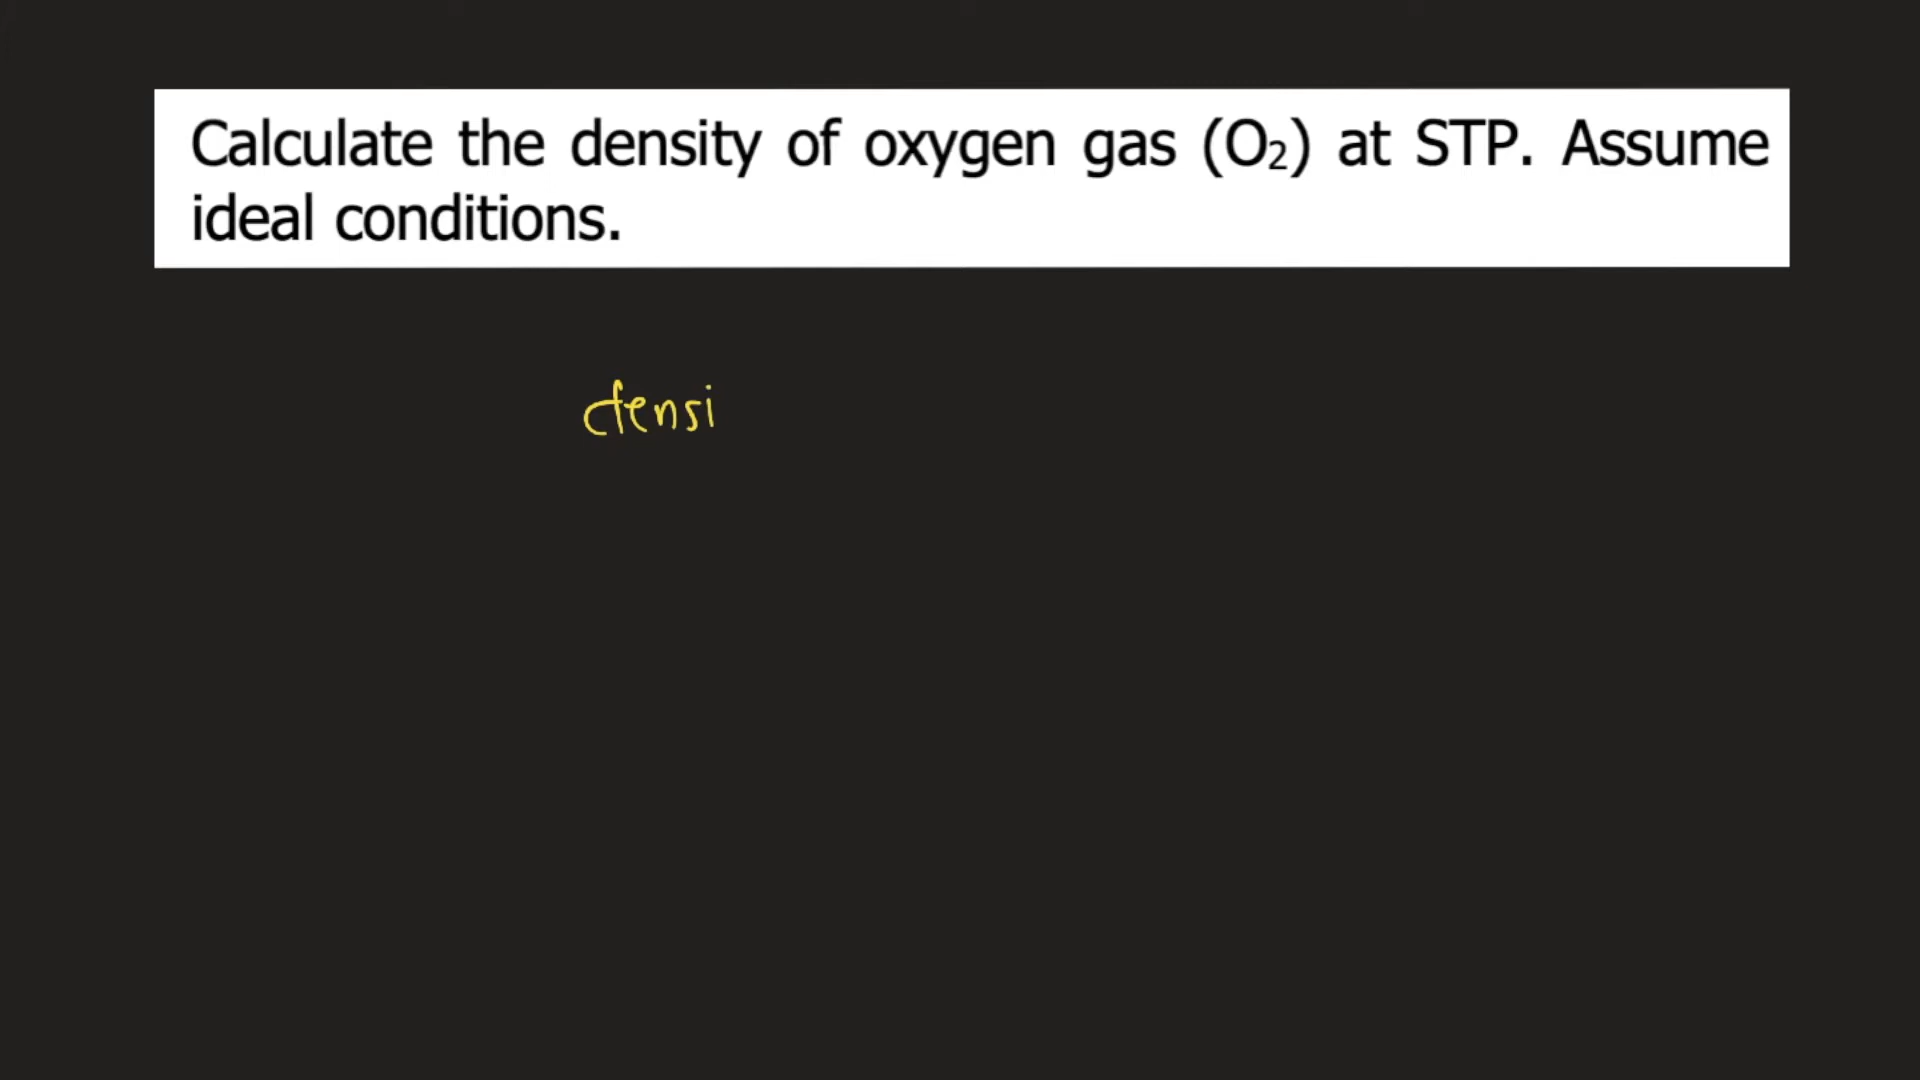 Calculate the density of oxygen gas (O₂) at STP. Assume
ideal conditions.
densi